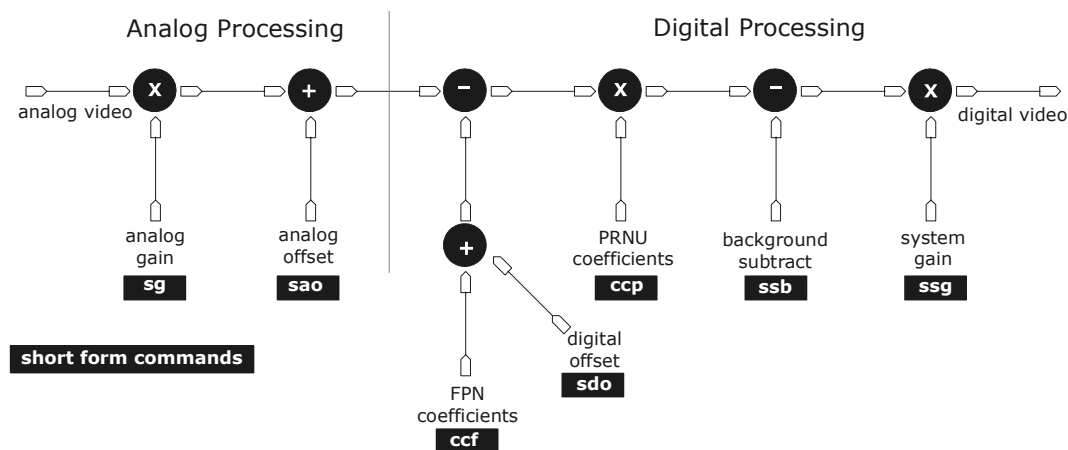 Analog Processing
Digital Processing
X
+
-
X
-
X
analog video
digital video
+
analog
gain
sg
analog
offset
sao
PRNU
coefficients
ccp
background
subtract
ssb
system
gain
ssg
digital
offset
sdo
short form commands
FPN
coefficients
ccf